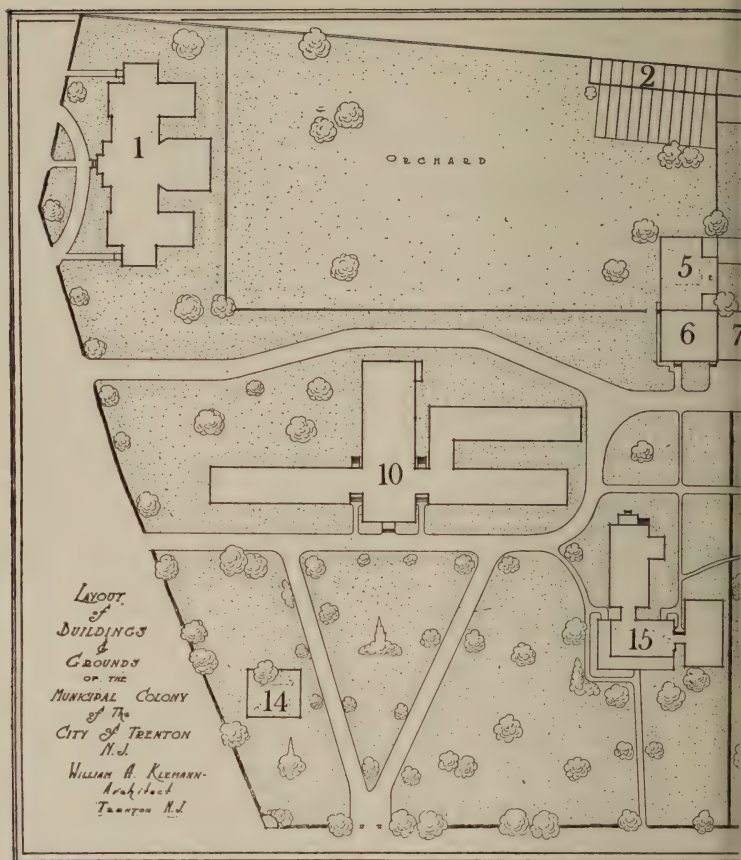 1
2
ORCHARD
5
E
6
7
10
15
14
LAYOUT
of
BUILDINGS
&
GROUNDS
OF THE
MUNICIPAL COLONY
of The
CITY of TRENTON
N.J.
WILLIAM A. KLEMANN-
Architect
TRENTON N.J.